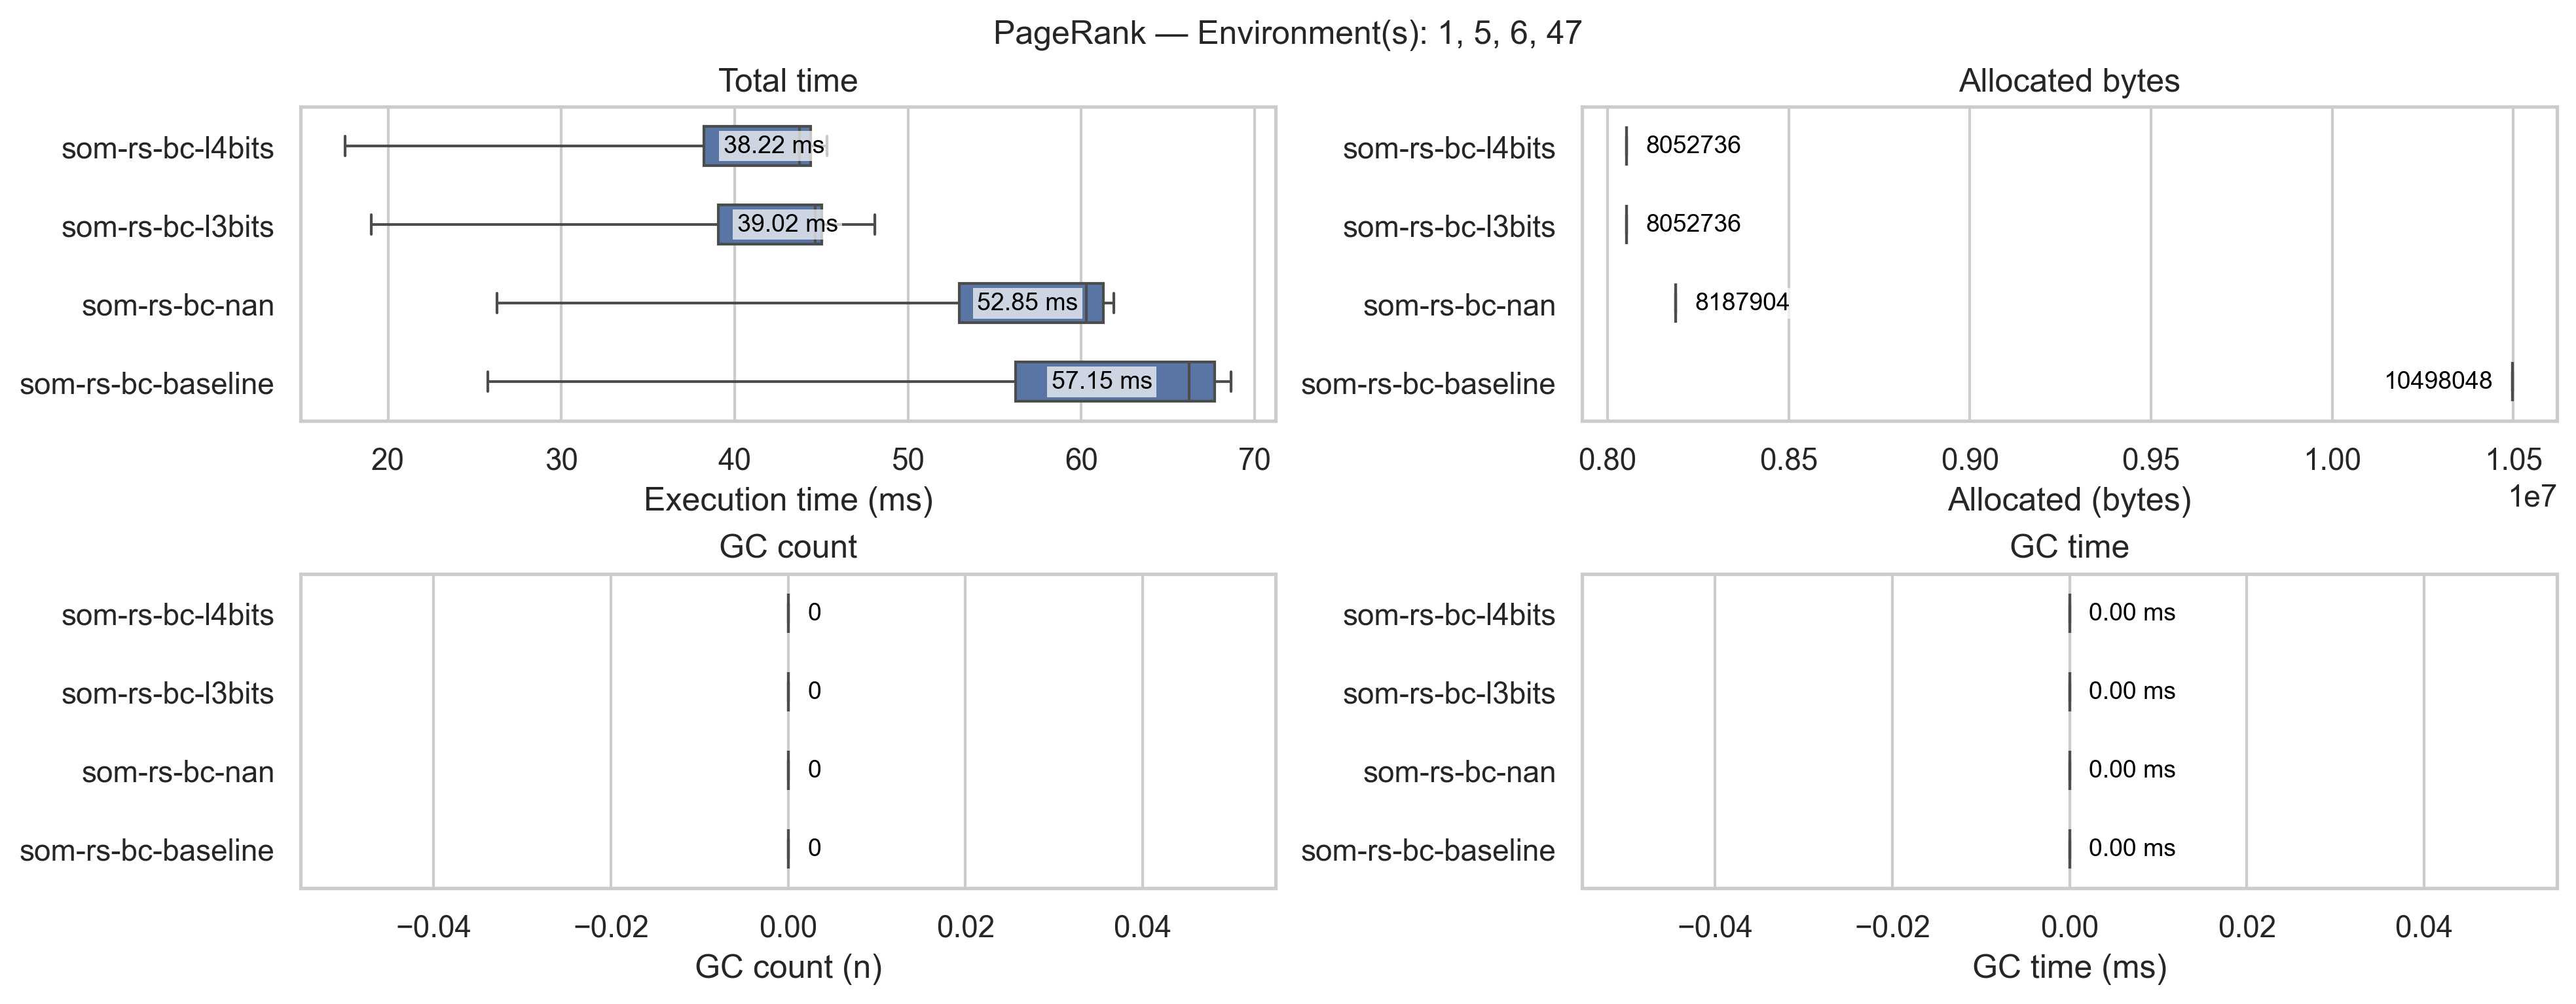 PageRank — Environment(s): 1, 5, 6, 47
Total time
som-rs-bc-l4bits
38.22 ms
som-rs-bc-l3bits
39.02 ms
som-rs-bc-nan
52.85 ms
som-rs-bc-baseline
57.15 ms
20 30 40 50 60 70
Execution time (ms)
Allocated bytes
som-rs-bc-l4bits
8052736
som-rs-bc-l3bits
8052736
som-rs-bc-nan
8187904
som-rs-bc-baseline
10498048
0.80 0.85 0.90 0.95 1.00 1.05
1e7
Allocated (bytes)
GC count
som-rs-bc-l4bits
0
som-rs-bc-l3bits
0
som-rs-bc-nan
0
som-rs-bc-baseline
0
−0.04 −0.02 0.00 0.02 0.04
GC count (n)
GC time
som-rs-bc-l4bits
0.00 ms
som-rs-bc-l3bits
0.00 ms
som-rs-bc-nan
0.00 ms
som-rs-bc-baseline
0.00 ms
−0.04 −0.02 0.00 0.02 0.04
GC time (ms)